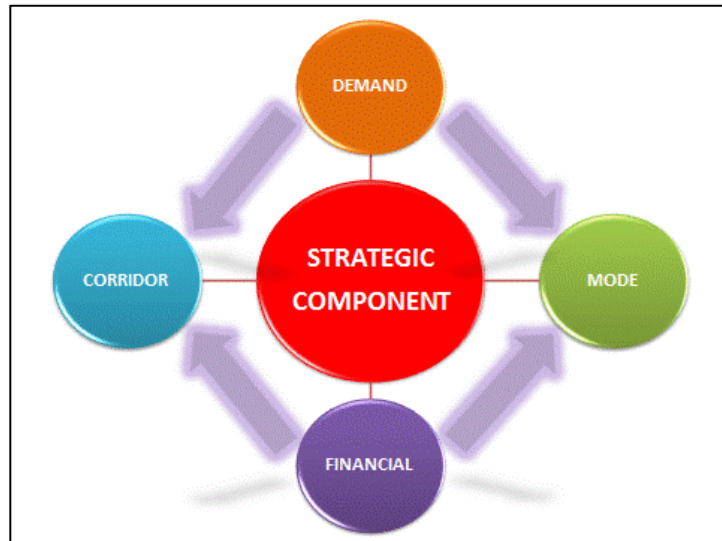 DEMAND
STRATEGIC
COMPONENT
CORRIDOR
MODE
FINANCIAL